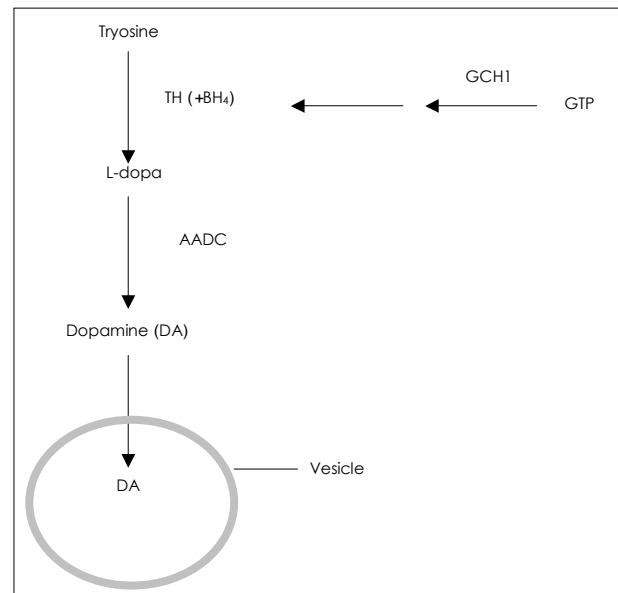 Tryosine
GCH1
TH (+BH₄)
GTP
L-dopa
AADC
Dopamine (DA)
Vesicle
DA